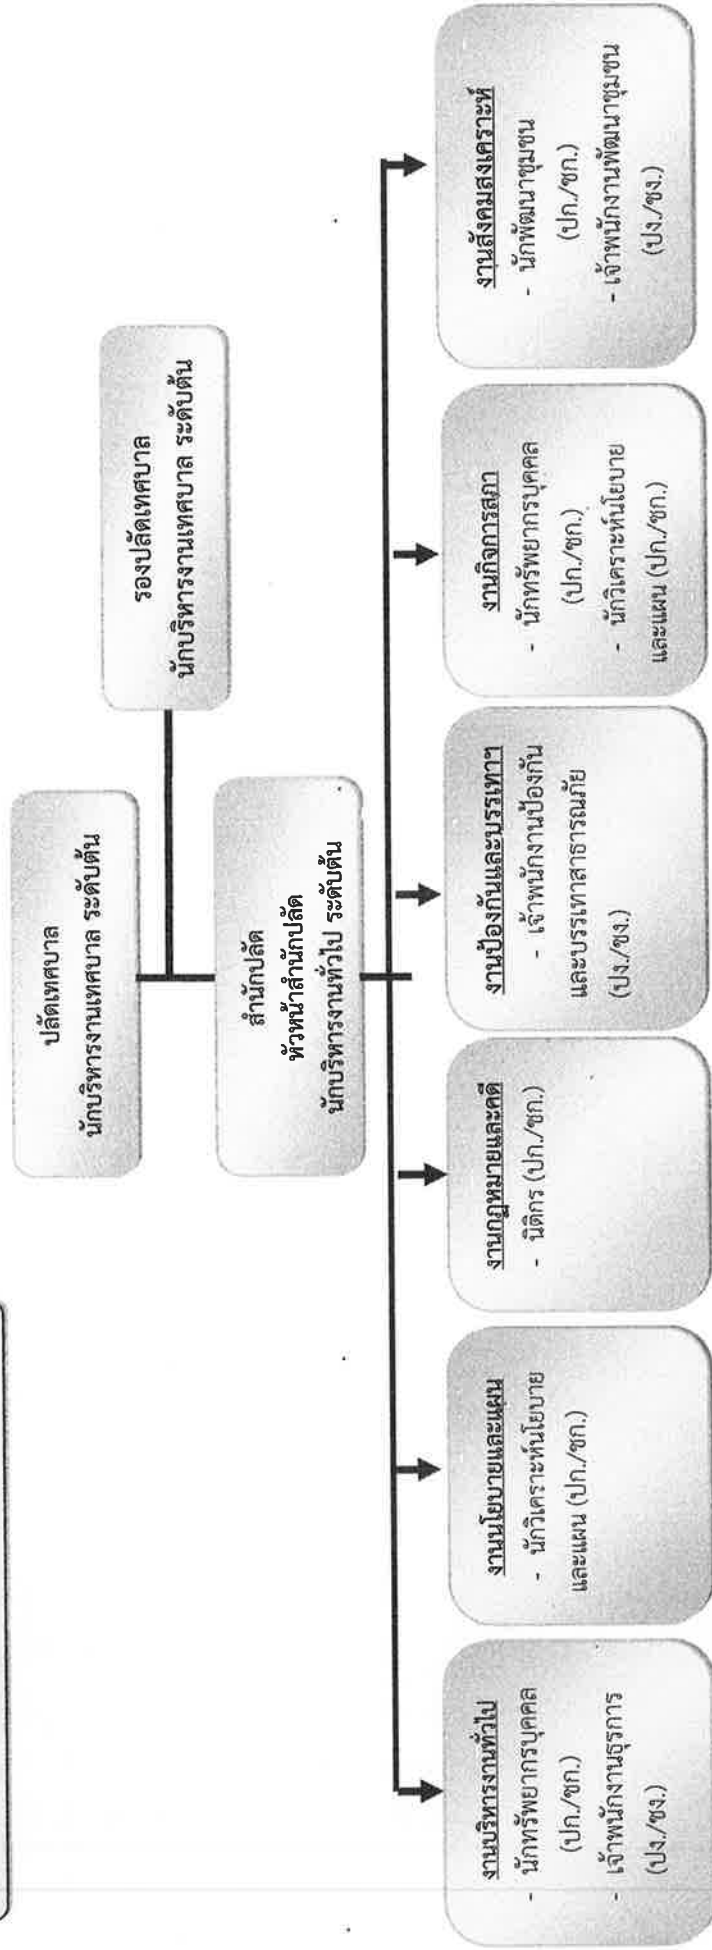 ปลัดเทศบาล
นักบริหารงานเทศบาล ระดับต้น
รองปลัดเทศบาล
นักบริหารงานเทศบาล ระดับต้น
สำนักปลัด
หัวหน้าสำนักปลัด
นักบริหารงานทั่วไป ระดับต้น
งานบริหารงานทั่วไป
- นักทรัพยากรบุคคล
(ปก./ชก.)
- เจ้าพนักงานธุรการ
(ปง./ชง.)
งานนโยบายและแผน
- นักวิเคราะห์นโยบาย
และแผน (ปก./ชก.)
งานกฎหมายและคดี
- นิติกร (ปก./ชก.)
งานป้องกันและบรรเทาฯ
- เจ้าพนักงานป้องกัน
และบรรเทาสาธารณภัย
(ปง./ชง.)
งานกิจการสภา
- นักทรัพยากรบุคคล
(ปก./ชก.)
- นักวิเคราะห์นโยบาย
และแผน (ปก./ชก.)
งานสังคมสงเคราะห์
- นักพัฒนาชุมชน
(ปก./ชก.)
- เจ้าพนักงานพัฒนาชุมชน
(ปง./ชง.)